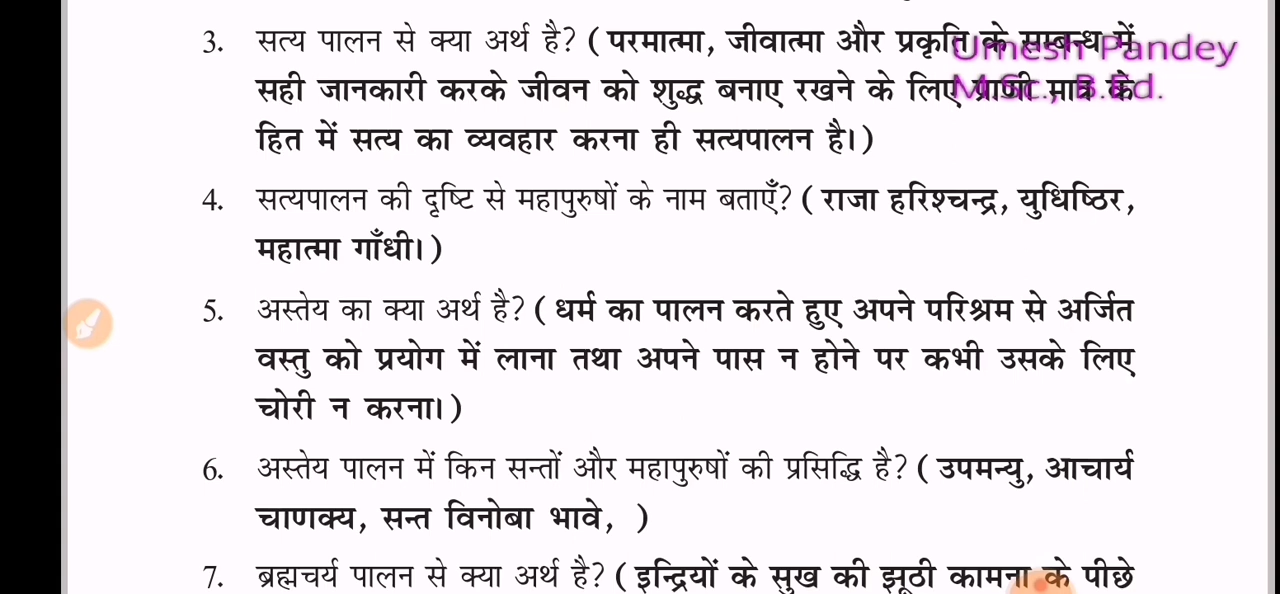 3. सत्य पालन से क्या अर्थ है? ( परमात्मा, जीवात्मा और प्रकृति के सम्बन्ध में
Umesh Pandey
सही जानकारी करके जीवन को शुद्ध बनाए रखने के लिए प्राणी मात्र के
M.Sc., B.Ed.
हित में सत्य का व्यवहार करना ही सत्यपालन है। )
4. सत्यपालन की दृष्टि से महापुरुषों के नाम बताएँ? ( राजा हरिश्चन्द्र, युधिष्ठिर,
महात्मा गाँधी। )
5. अस्तेय का क्या अर्थ है? ( धर्म का पालन करते हुए अपने परिश्रम से अर्जित
वस्तु को प्रयोग में लाना तथा अपने पास न होने पर कभी उसके लिए
चोरी न करना। )
6. अस्तेय पालन में किन सन्तों और महापुरुषों की प्रसिद्धि है? ( उपमन्यु, आचार्य
चाणक्य, सन्त विनोबा भावे, )
7. ब्रह्मचर्य पालन से क्या अर्थ है? ( इन्द्रियों के सुख की झूठी कामना के पीछे